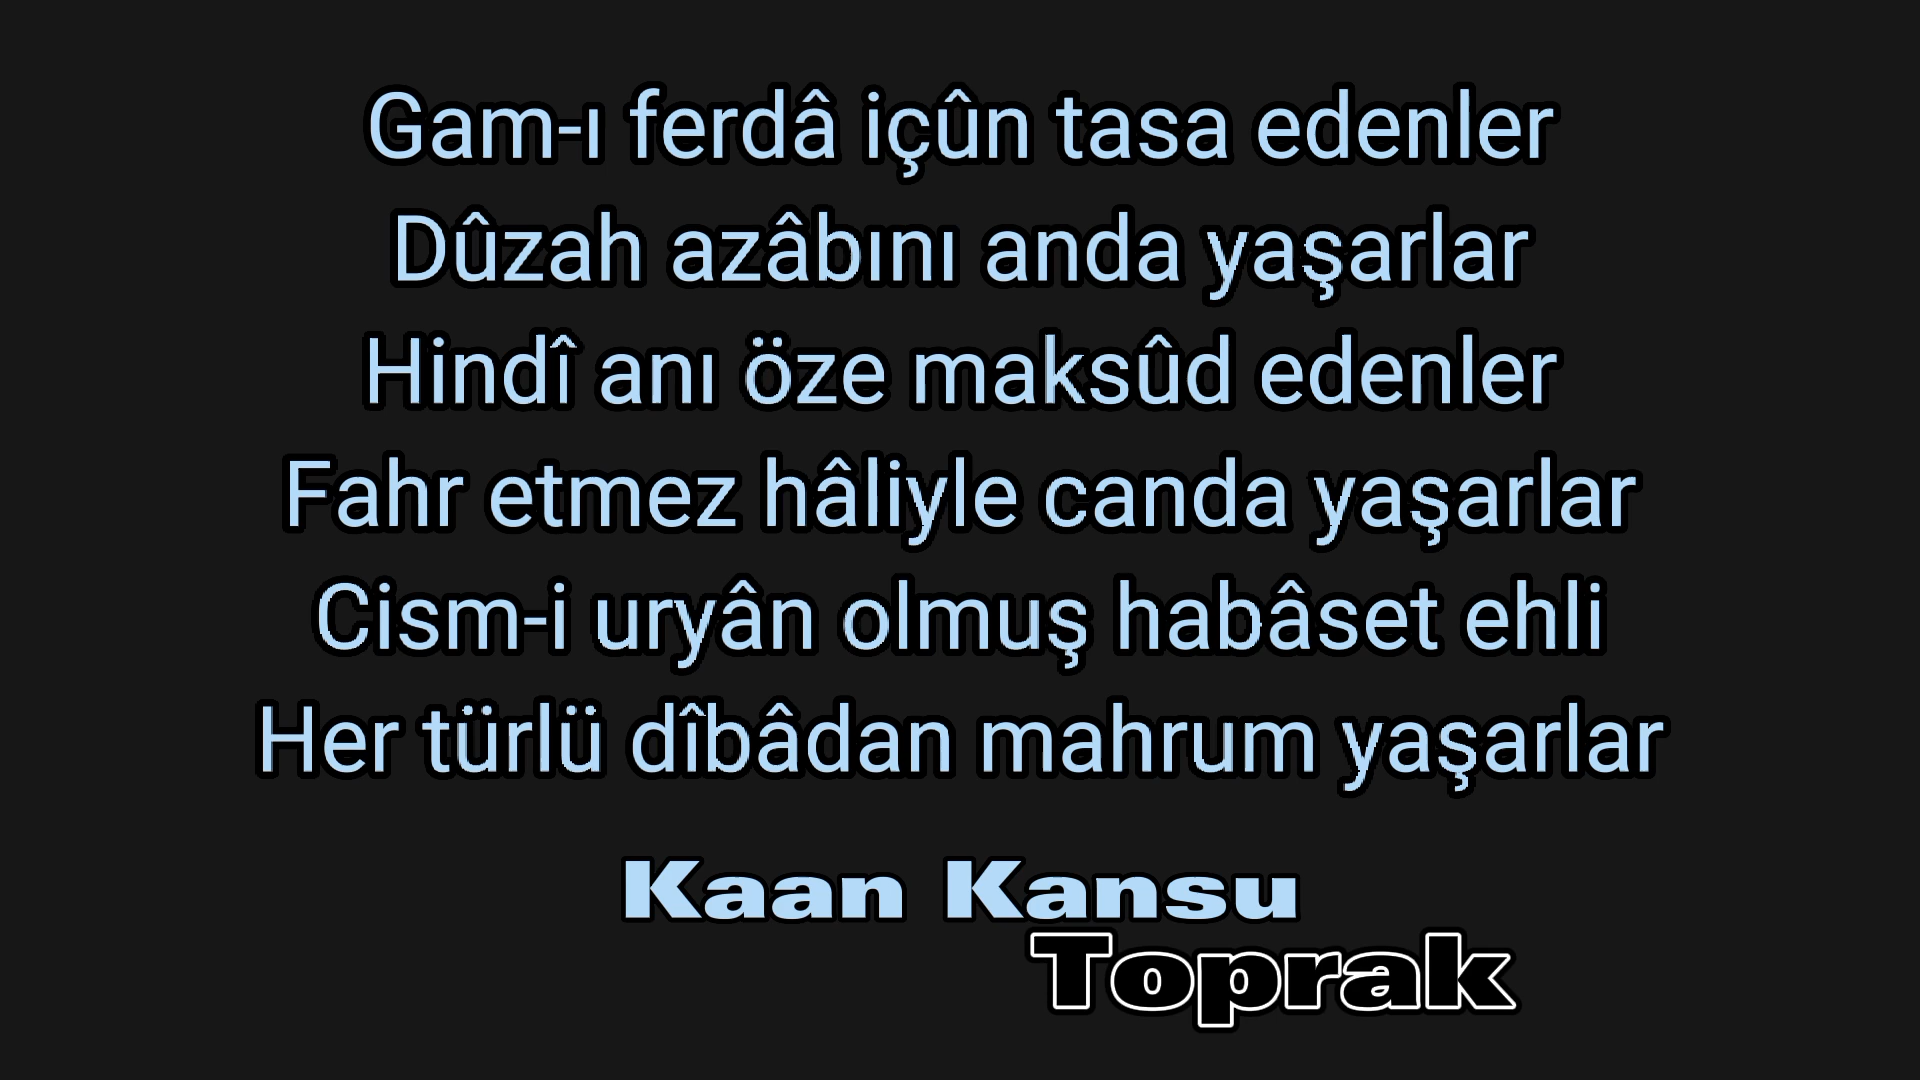 Gam-ı ferdâ içûn tasa edenler
Dûzah azâbını anda yaşarlar
Hindî anı öze maksûd edenler
Fahr etmez hâliyle canda yaşarlar
Cism-i uryân olmuş habâset ehli
Her türlü dîbâdan mahrum yaşarlar
Kaan Kansu
Toprak